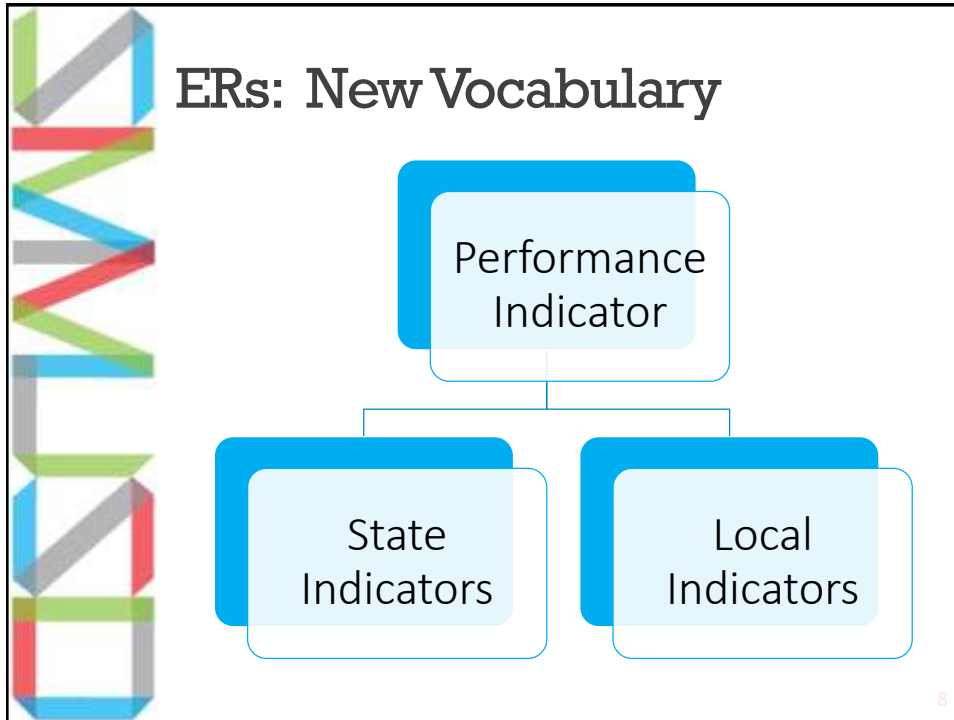 ERs: New Vocabulary
Performance
Indicator
State
Indicators
Local
Indicators
8